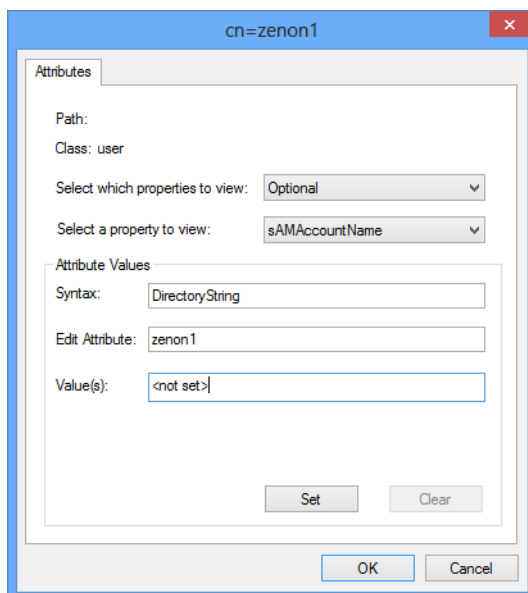 cn=zenon1
Attributes
Path:
Class: user
Select which properties to view: Optional
Select a property to view: sAMAccountName
Attribute Values
Syntax: DirectoryString
Edit Attribute: zenon1
Value(s): <not set>
Set Clear
OK Cancel